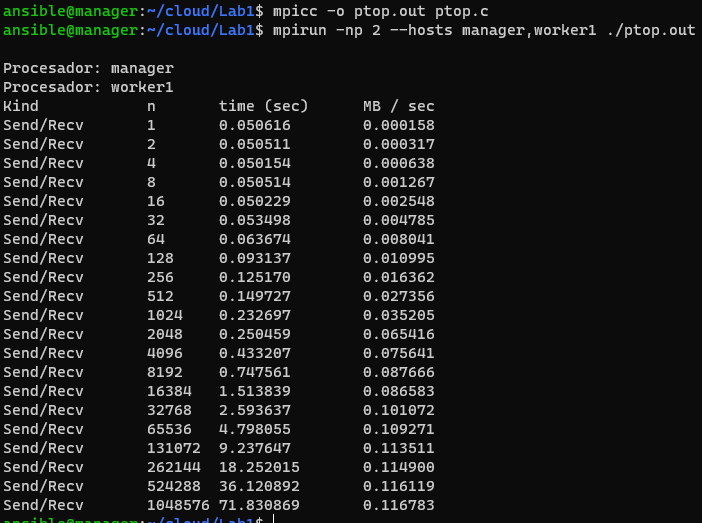 ansible@manager:~/cloud/Lab1$ mpicc -o ptop.out ptop.c
ansible@manager:~/cloud/Lab1$ mpirun -np 2 --hosts manager,worker1 ./ptop.out
Procesador: manager
Procesador: worker1
Kind n time (sec) MB / sec
Send/Recv 1 0.050616 0.000158
Send/Recv 2 0.050511 0.000317
Send/Recv 4 0.050154 0.000638
Send/Recv 8 0.050514 0.001267
Send/Recv 16 0.050229 0.002548
Send/Recv 32 0.053498 0.004785
Send/Recv 64 0.063674 0.008041
Send/Recv 128 0.093137 0.010995
Send/Recv 256 0.125170 0.016362
Send/Recv 512 0.149727 0.027356
Send/Recv 1024 0.232697 0.035205
Send/Recv 2048 0.250459 0.065416
Send/Recv 4096 0.433207 0.075641
Send/Recv 8192 0.747561 0.087666
Send/Recv 16384 1.513839 0.086583
Send/Recv 32768 2.593637 0.101072
Send/Recv 65536 4.798055 0.109271
Send/Recv 131072 9.237647 0.113511
Send/Recv 262144 18.252015 0.114900
Send/Recv 524288 36.120892 0.116119
Send/Recv 1048576 71.830869 0.116783
ansible@manager:~/cloud/Lab1$